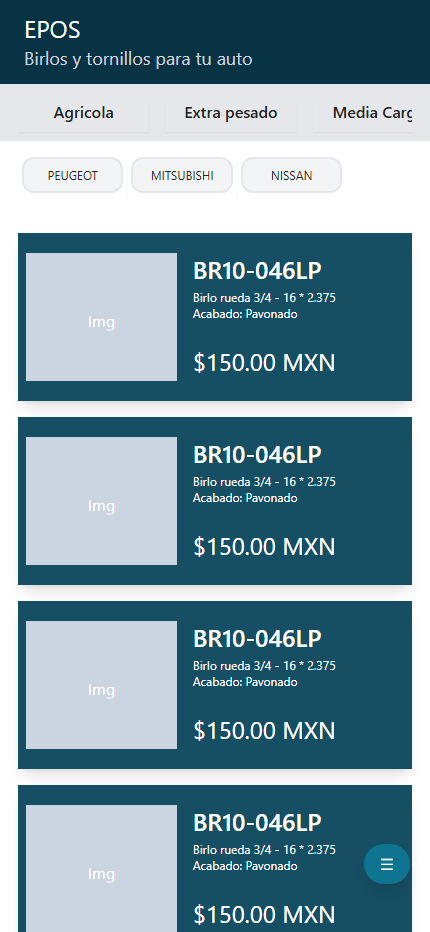 EPOS
Birlos y tornillos para tu auto
Agricola
Extra pesado
Media Carg
PEUGEOT
MITSUBISHI
NISSAN
Img
BR10-046LP
Birlo rueda 3/4 - 16 * 2.375
Acabado: Pavonado
$150.00 MXN
Img
BR10-046LP
Birlo rueda 3/4 - 16 * 2.375
Acabado: Pavonado
$150.00 MXN
Img
BR10-046LP
Birlo rueda 3/4 - 16 * 2.375
Acabado: Pavonado
$150.00 MXN
Img
BR10-046LP
Birlo rueda 3/4 - 16 * 2.375
Acabado: Pavonado
$150.00 MXN